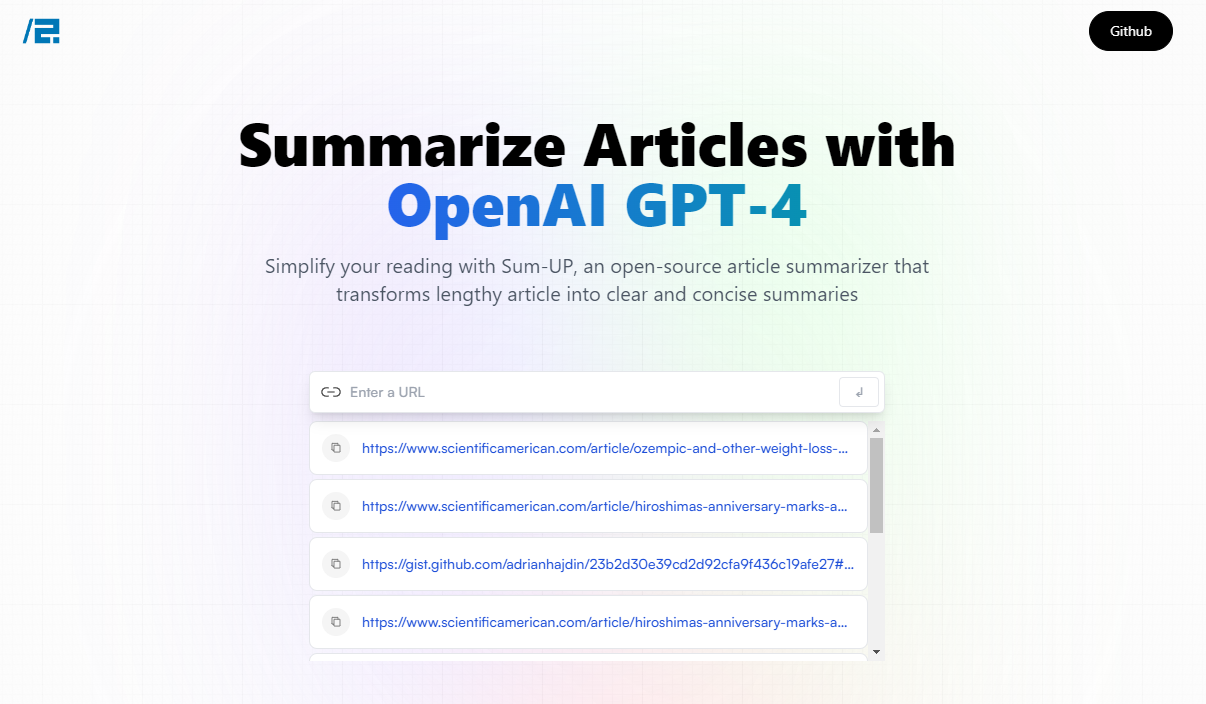 Github
Summarize Articles with
OpenAI GPT-4
Simplify your reading with Sum-UP, an open-source article summarizer that
transforms lengthy article into clear and concise summaries
Enter a URL
https://www.scientificamerican.com/article/ozempic-and-other-weight-loss-...
https://www.scientificamerican.com/article/hiroshimas-anniversary-marks-a...
https://gist.github.com/adrianhajdin/23b2d30e39cd2d92cfa9f436c19afe27#...
https://www.scientificamerican.com/article/hiroshimas-anniversary-marks-a...